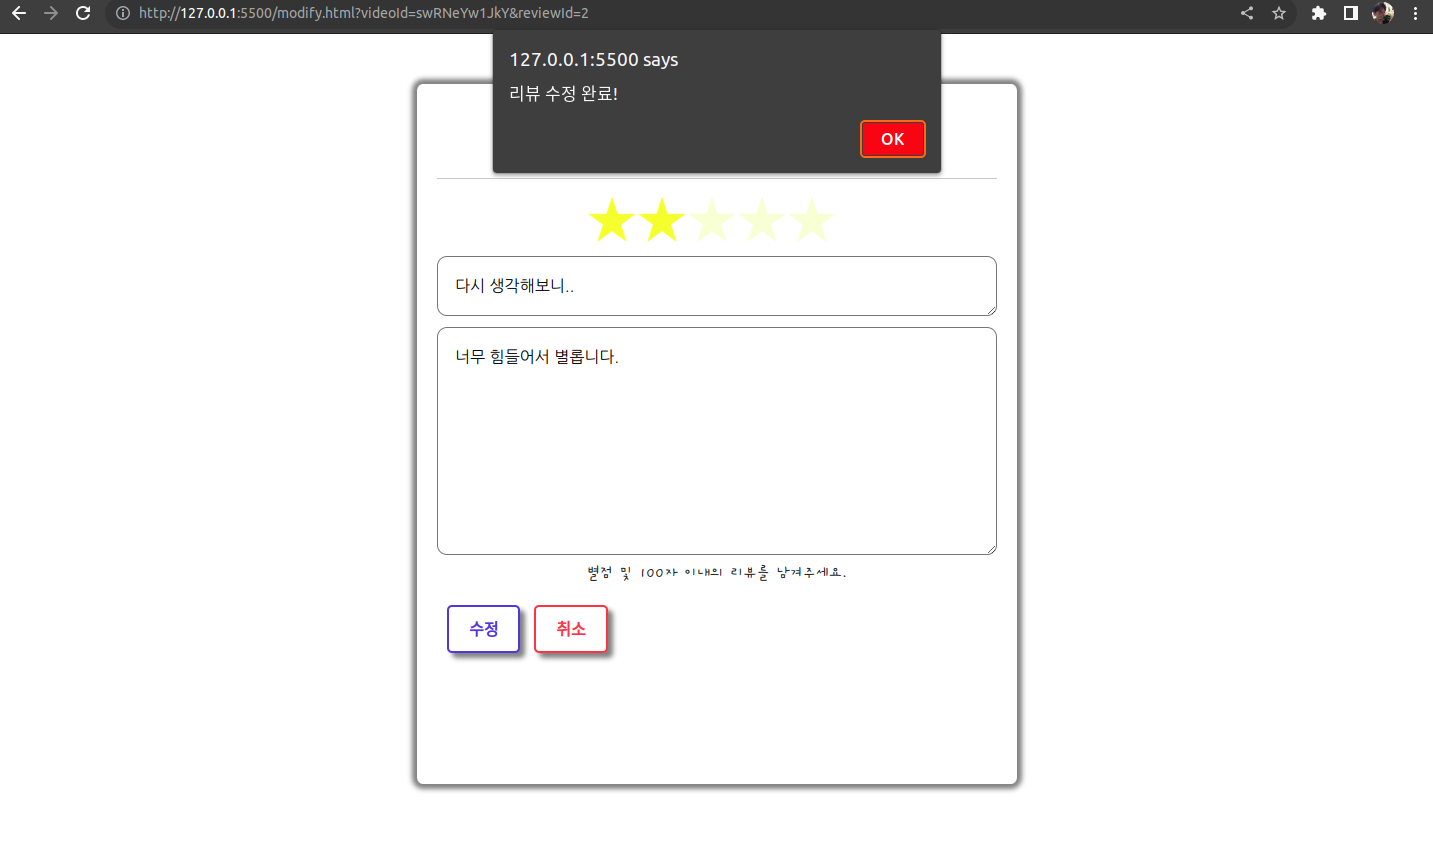 http://127.0.0.1:5500/modify.html?videoId=swRNeYw1JkY&reviewId=2
127.0.0.1:5500 says
리뷰 수정 완료!
OK
다시 생각해보니..
너무 힘들어서 별롭니다.
별점 및 100자 이내의 리뷰를 남겨주세요.
수정 취소